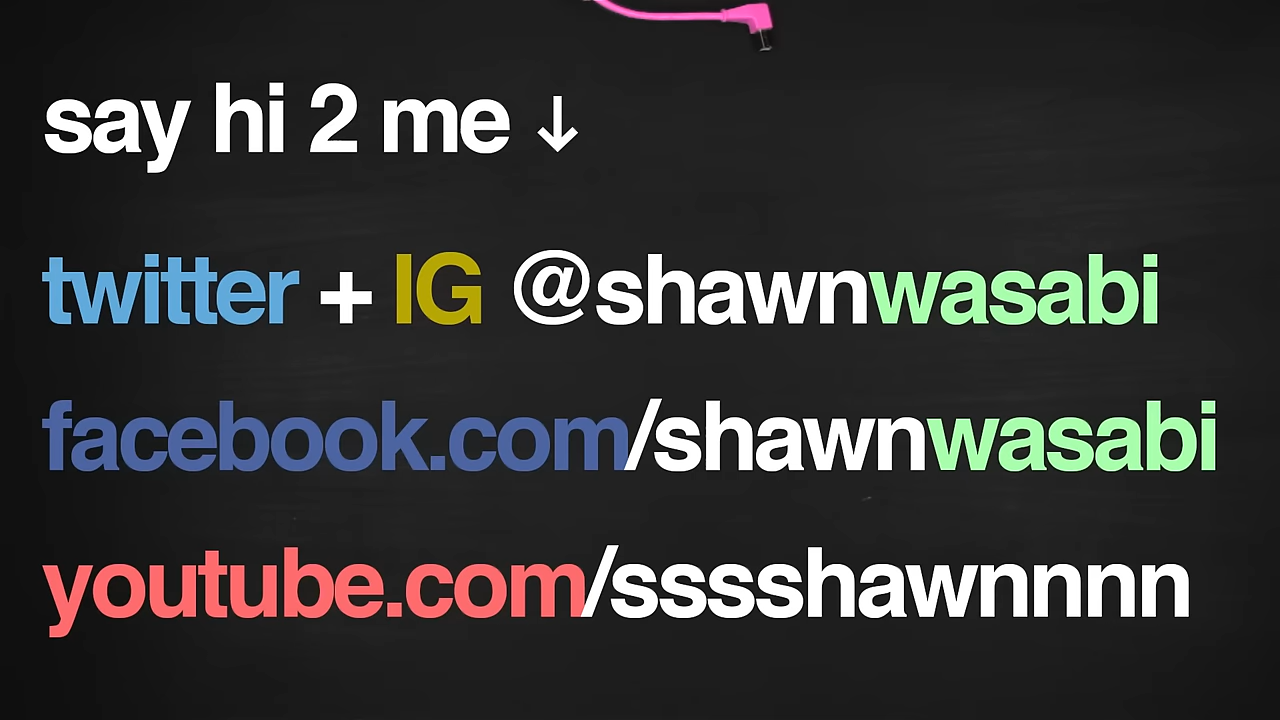 say hi 2 me ↓
twitter + IG @shawnwasabi
facebook.com/shawnwasabi
youtube.com/sssshawnnnn